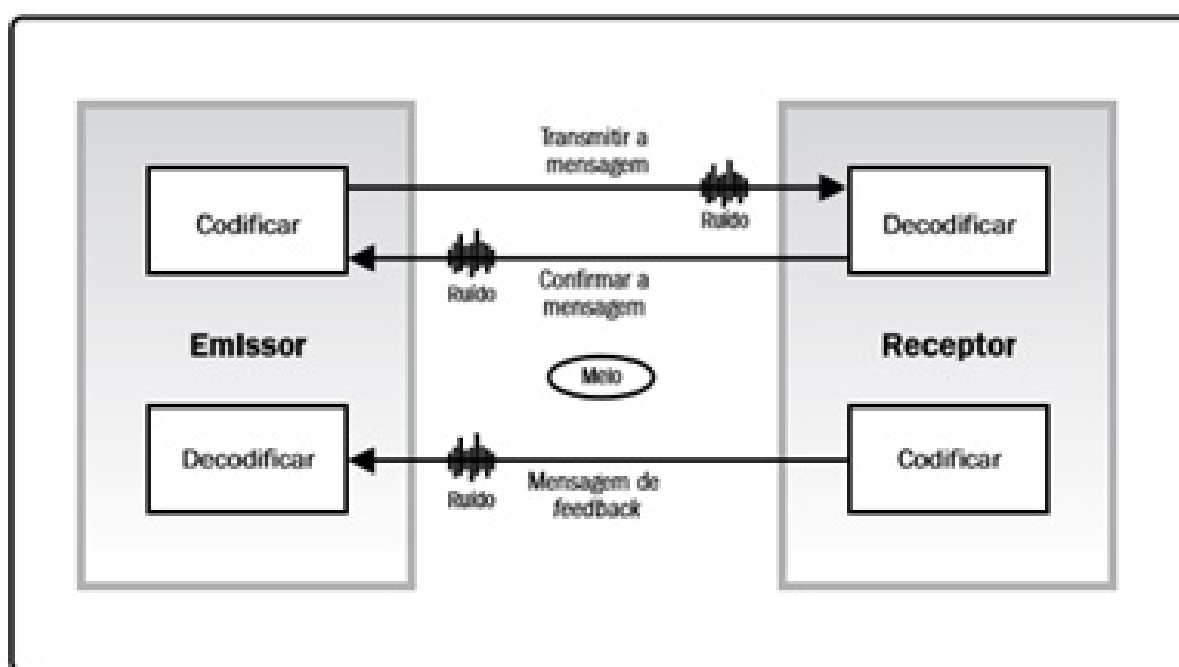 Transmitir a
mensagem
Ruído
Codificar
Decodificar
Ruído
Confirmar a
mensagem
Emissor
Receptor
Meio
Decodificar
Codificar
Ruído
Mensagem de
feedback